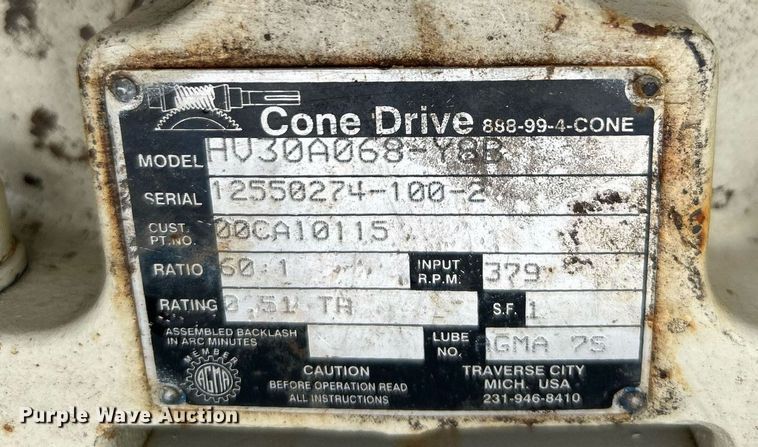 Cone Drive 888-99-4-CONE
MODEL HV30A068-Y8B
SERIAL 12550274-100-2
CUST. PT. NO. 00CA10115
RATIO 60:1 INPUT R.P.M. 379
RATING 0.51 TH S.F. 1
ASSEMBLED BACKLASH IN ARC MINUTES LUBE NO. AGMA 7S
MEMBER AGMA
CAUTION
BEFORE OPERATION READ
ALL INSTRUCTIONS
TRAVERSE CITY
MICH. USA
231-946-8410
Purple Wave Auction